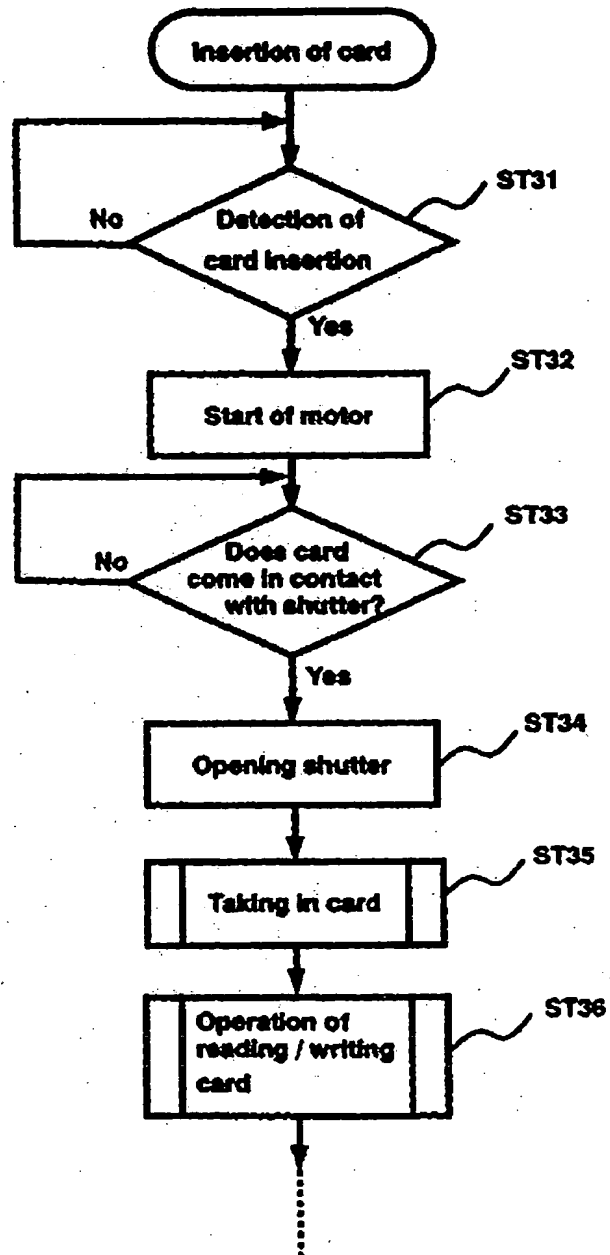 Insertion of card
ST31
No
Detection of
card insertion
Yes
ST32
Start of motor
ST33
No
Does card
come in contact
with shutter?
Yes
ST34
Opening shutter
ST35
Taking in card
ST36
Operation of
reading / writing
card